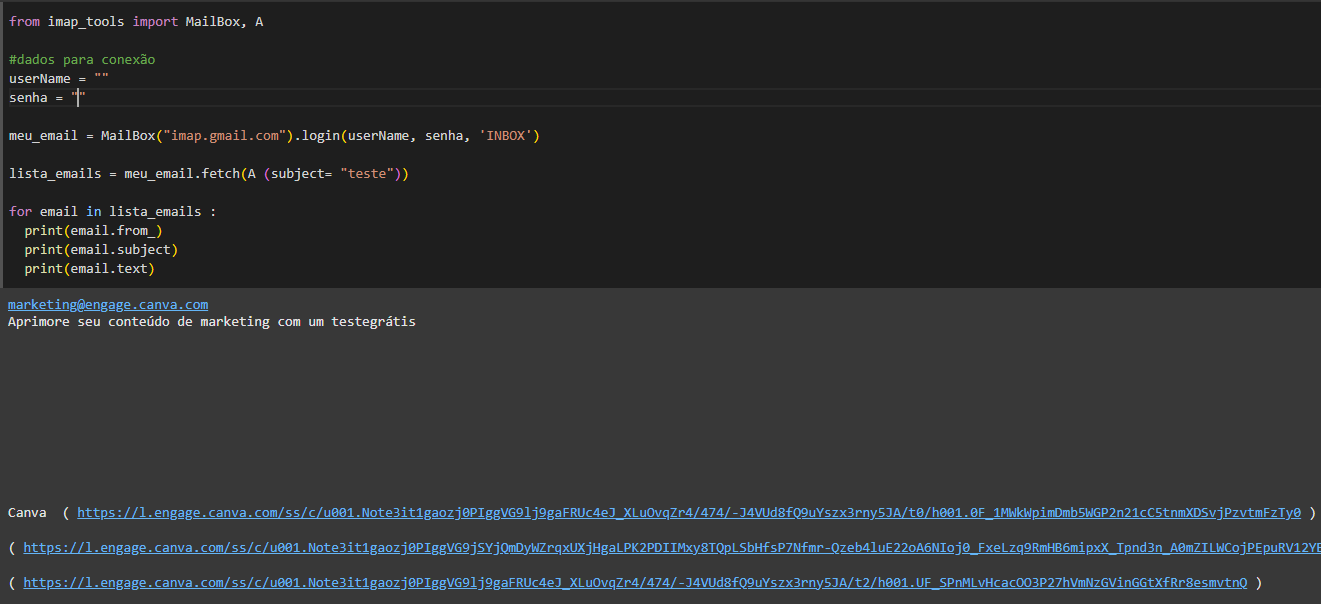 from imap_tools import MailBox, A
#dados para conexão
userName = ""
senha = ""
meu_email = MailBox("imap.gmail.com").login(userName, senha, 'INBOX')
lista_emails = meu_email.fetch(A (subject= "teste"))
for email in lista_emails :
print(email.from_)
print(email.subject)
print(email.text)
marketing@engage.canva.com
Aprimore seu conteúdo de marketing com um testegrátis
Canva ( https://l.engage.canva.com/ss/c/u001.Note3it1gaozj0PIggVG9lj9gaFRUc4eJ_XLuOvqZr4/474/-J4VUd8fQ9uYszx3rny5JA/t0/h001.0F_1MWkWpimDmb5WGP2n21cC5tnmXDSvjPzvtmFzTy0 )
( https://l.engage.canva.com/ss/c/u001.Note3it1gaozj0PIggVG9jSYjQmDyWZrqxUXjHgaLPK2PDIIMxy8TQpLSbHfsP7Nfmr-Qzeb4luE22oA6NIoj0_FxeLzq9RmHB6mipxX_Tpnd3n_A0mZILWCojPEpuRV12YE
( https://l.engage.canva.com/ss/c/u001.Note3it1gaozj0PIggVG9lj9gaFRUc4eJ_XLuOvqZr4/474/-J4VUd8fQ9uYszx3rny5JA/t2/h001.UF_SPnMLvHcacOO3P27hVmNzGVinGGtXfRr8esmvtnQ )